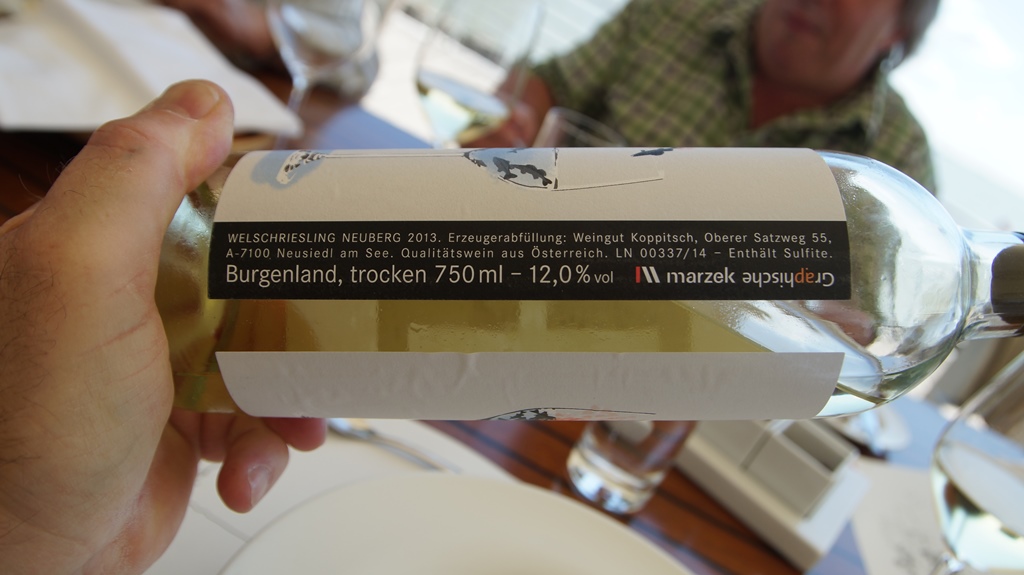 WELSCHRIESLING NEUBERG 2013. Erzeugerabfüllung: Weingut Koppitsch, Oberer Satzweg 55,
A-7100 Neusiedl am See. Qualitätswein aus Österreich. LN 00337/14 – Enthält Sulfite.
Burgenland, trocken 750 ml – 12,0 % vol
Graphische marzek